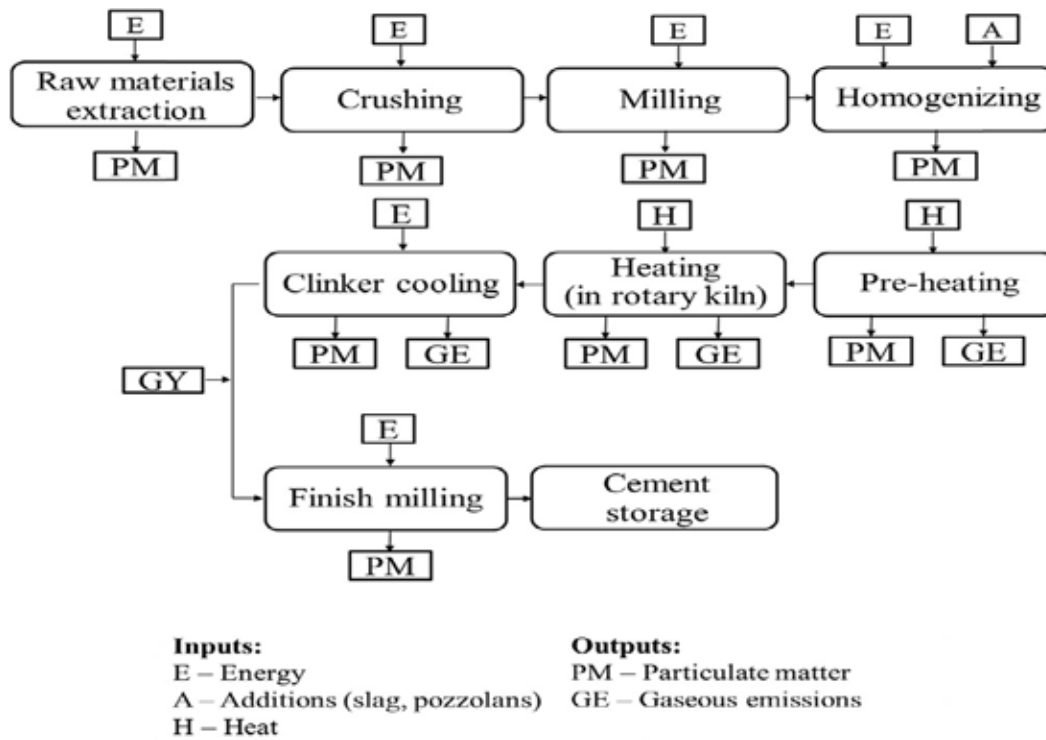 E
E
E
E
A
Raw materials
extraction
Crushing
Milling
Homogenizing
PM
PM
PM
PM
E
H
H
Clinker cooling
Heating
(in rotary kiln)
Pre-heating
PM
GE
PM
GE
PM
GE
GY
E
Finish milling
Cement
storage
PM
Inputs:
E – Energy
A – Additions (slag, pozzolans)
H – Heat
Outputs:
PM – Particulate matter
GE – Gaseous emissions